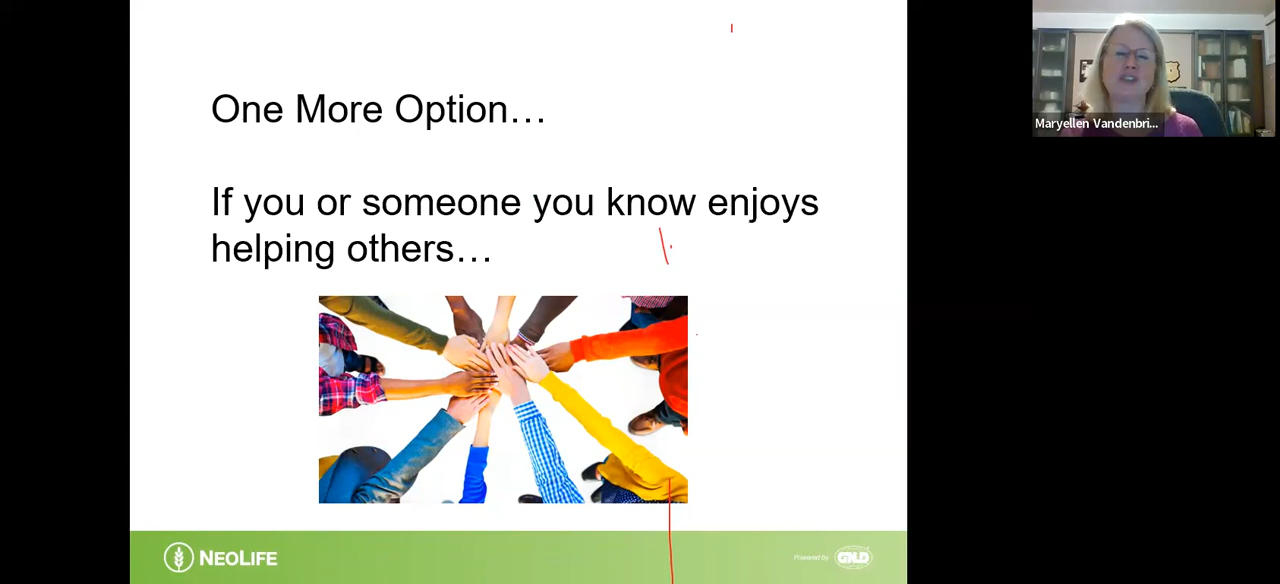 One More Option…
If you or someone you know enjoys
helping others…
Maryellen Vandenbri...
NEOLIFE
Powered by GNLD